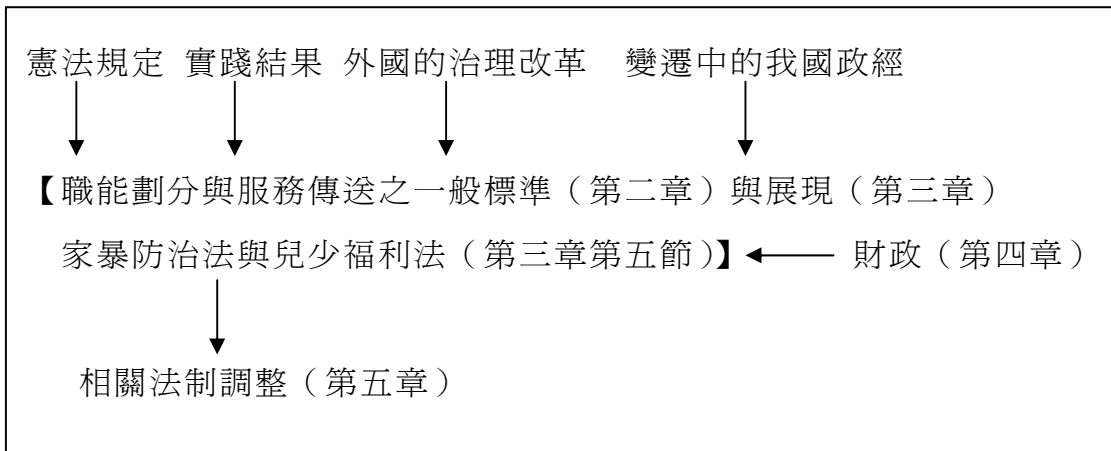 憲法規定 實踐結果 外國的治理改革 變遷中的我國政經
【職能劃分與服務傳送之一般標準（第二章）與展現（第三章）
家暴防治法與兒少福利法（第三章第五節）】 財政（第四章）
相關法制調整（第五章）